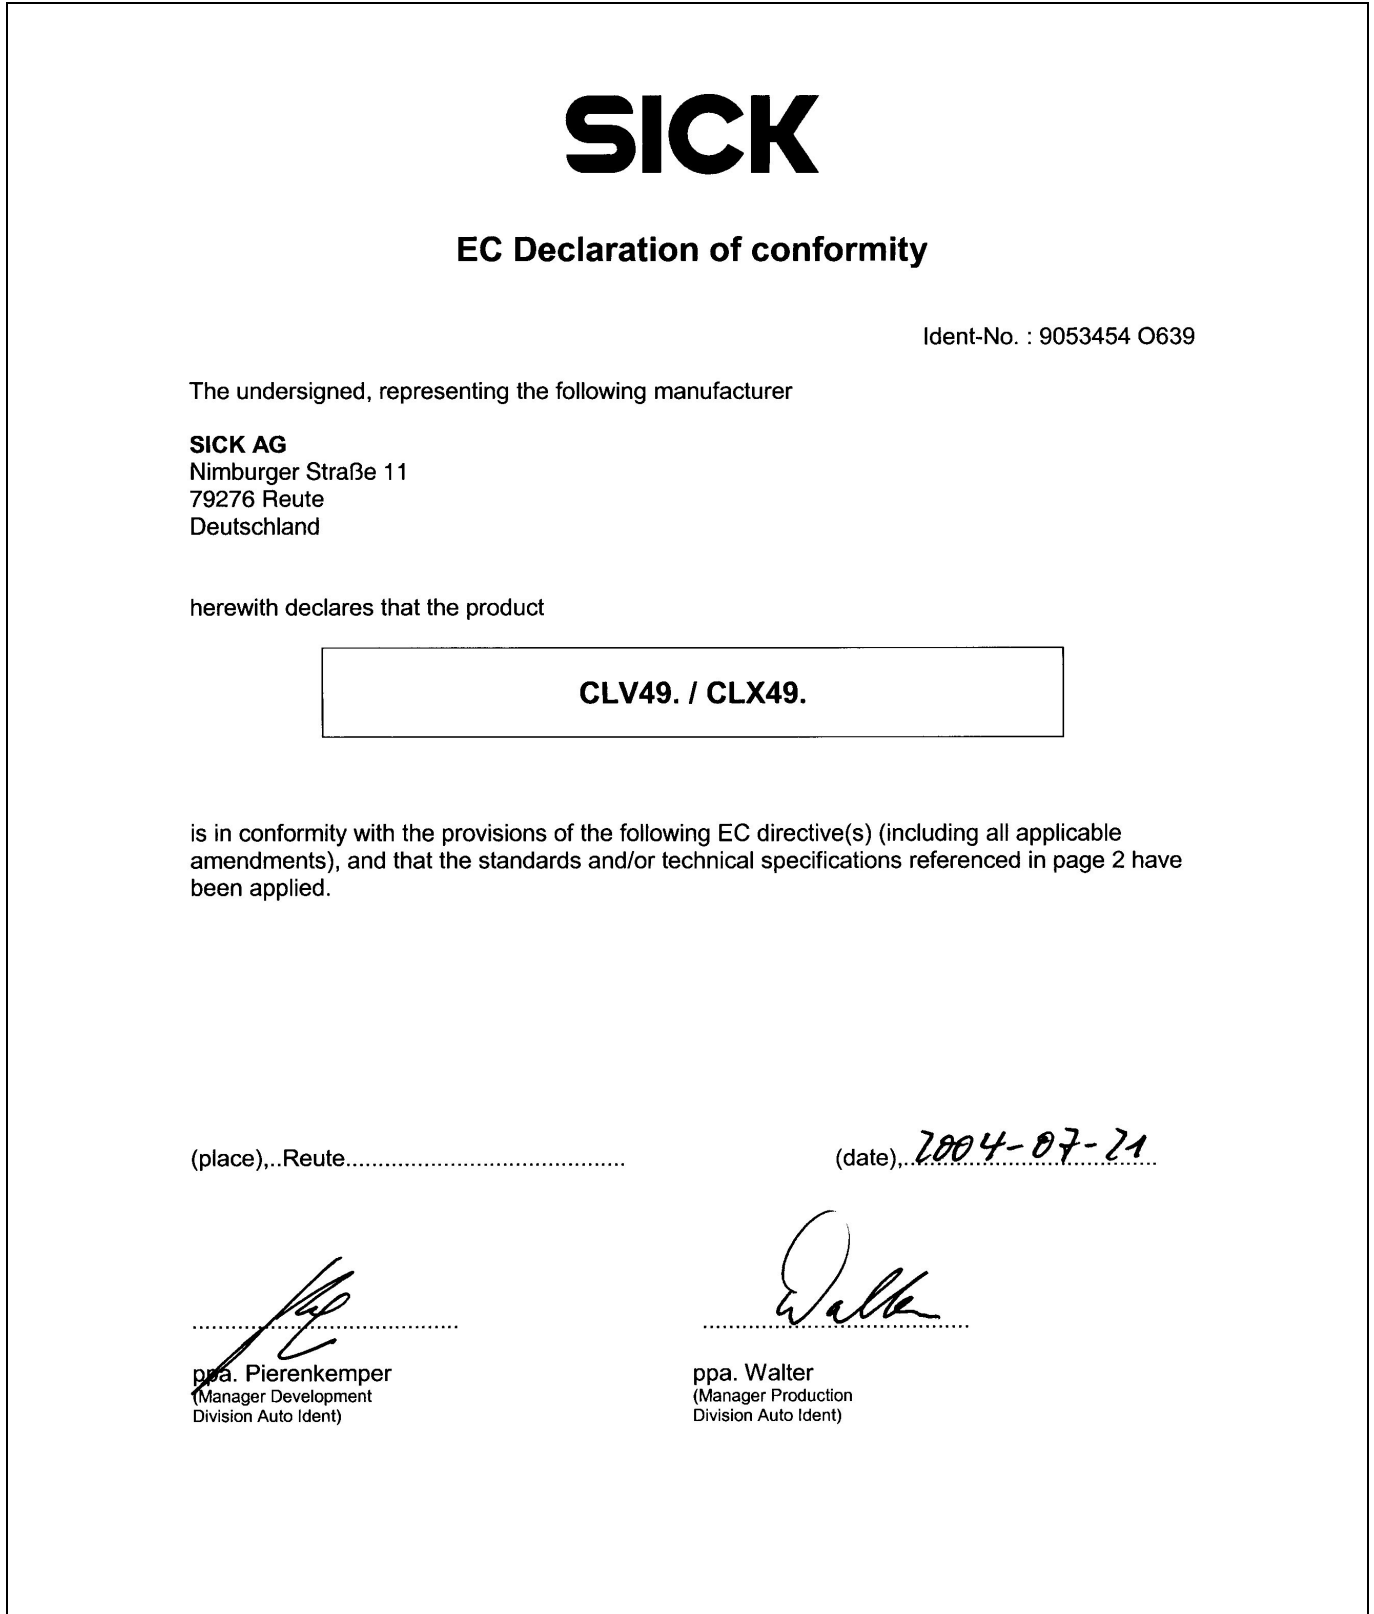 SICK
EC Declaration of conformity
Ident-No. : 9053454 O639
The undersigned, representing the following manufacturer
SICK AG
Nimburger Straße 11
79276 Reute
Deutschland
herewith declares that the product
CLV49. / CLX49.
is in conformity with the provisions of the following EC directive(s) (including all applicable
amendments), and that the standards and/or technical specifications referenced in page 2 have
been applied.
(place),..Reute...........................................
(date),..2004-07-21
Walter
ppa. Pierenkemper
(Manager Development
Division Auto Ident)
ppa. Walter
(Manager Production
Division Auto Ident)